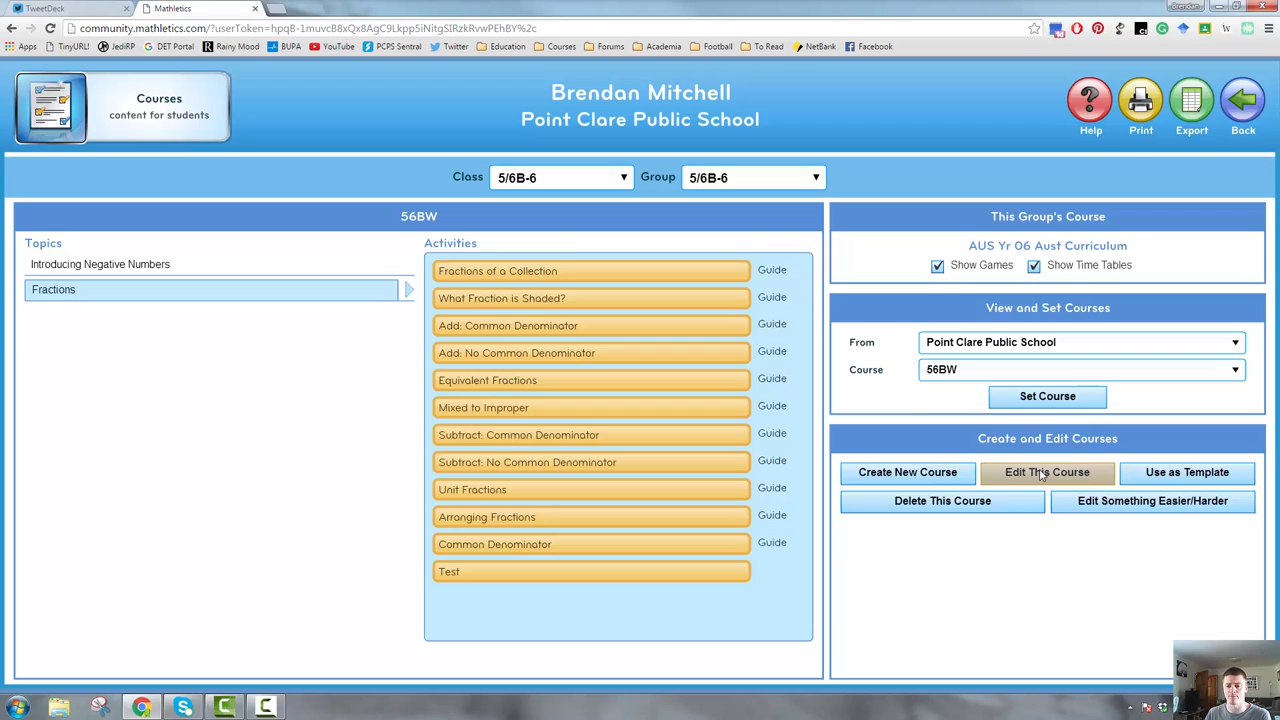 TweetDeck
Mathletics
Brendan
community.mathletics.com/?userToken=hpqB-1muvcB8xQx8AgC9Lkpp5iNitgSIRzkRvwPEhBY%2c
Apps
TinyURL!
JediRP
DET Portal
Rainy Mood
BUPA
YouTube
PCPS Sentral
Twitter
Education
Courses
Forums
Academia
Football
To Read
NetBank
Facebook
Courses
content for students
Brendan Mitchell
Point Clare Public School
Help
Print
Export
Back
Class
5/6B-6
Group
5/6B-6
56BW
Topics
Introducing Negative Numbers
Fractions
Activities
Fractions of a Collection
Guide
What Fraction is Shaded?
Guide
Add: Common Denominator
Guide
Add: No Common Denominator
Guide
Equivalent Fractions
Guide
Mixed to Improper
Guide
Subtract: Common Denominator
Guide
Subtract: No Common Denominator
Guide
Unit Fractions
Guide
Arranging Fractions
Guide
Common Denominator
Guide
Test
This Group's Course
AUS Yr 06 Aust Curriculum
Show Games
Show Time Tables
View and Set Courses
From
Point Clare Public School
Course
56BW
Set Course
Create and Edit Courses
Create New Course
Edit This Course
Use as Template
Delete This Course
Edit Something Easier/Harder